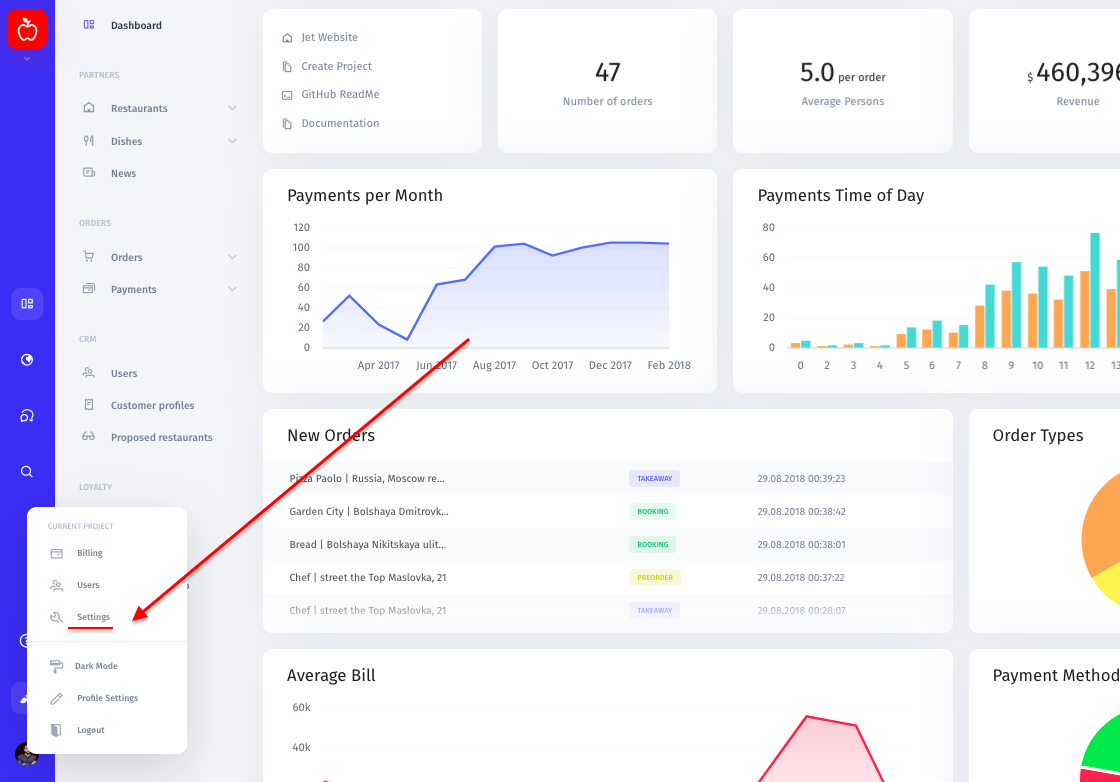 Dashboard
PARTNERS
Restaurants
Dishes
News
ORDERS
Orders
Payments
CRM
Users
Customer profiles
Proposed restaurants
LOYALTY
CURRENT PROJECT
Billing
Users
Settings
Dark Mode
Profile Settings
Logout
Jet Website
Create Project
GitHub ReadMe
Documentation
47
Number of orders
5.0 per order
Average Persons
$ 460,396
Revenue
Payments per Month
120
100
80
60
40
20
0
Apr 2017 Jun 2017 Aug 2017 Oct 2017 Dec 2017 Feb 2018
Payments Time of Day
80
60
40
20
0
0 2 3 4 5 6 7 8 9 10 11 12 13
New Orders
Pizza Paolo | Russia, Moscow re... TAKEAWAY 29.08.2018 00:39:23
Garden City | Bolshaya Dmitrovk... BOOKING 29.08.2018 00:38:42
Bread | Bolshaya Nikitskaya ulit... BOOKING 29.08.2018 00:38:01
Chef | street the Top Maslovka, 21 PREORDER 29.08.2018 00:37:22
Chef | street the Top Maslovka, 21 TAKEAWAY 29.08.2018 00:28:07
Order Types
Average Bill
60k
40k
Payment Method